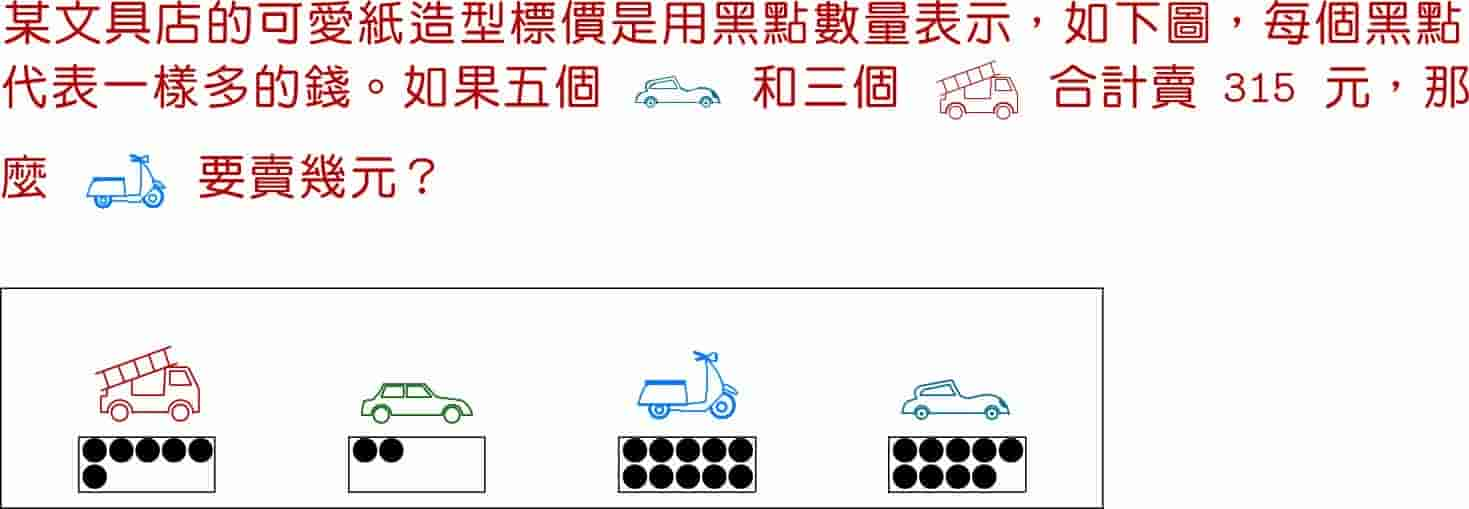 某文具店的可愛紙造型標價是用黑點數量表示，如下圖，每個黑點
代表一樣多的錢。如果五個 和三個 合計賣 315 元，那
麼 要賣幾元？